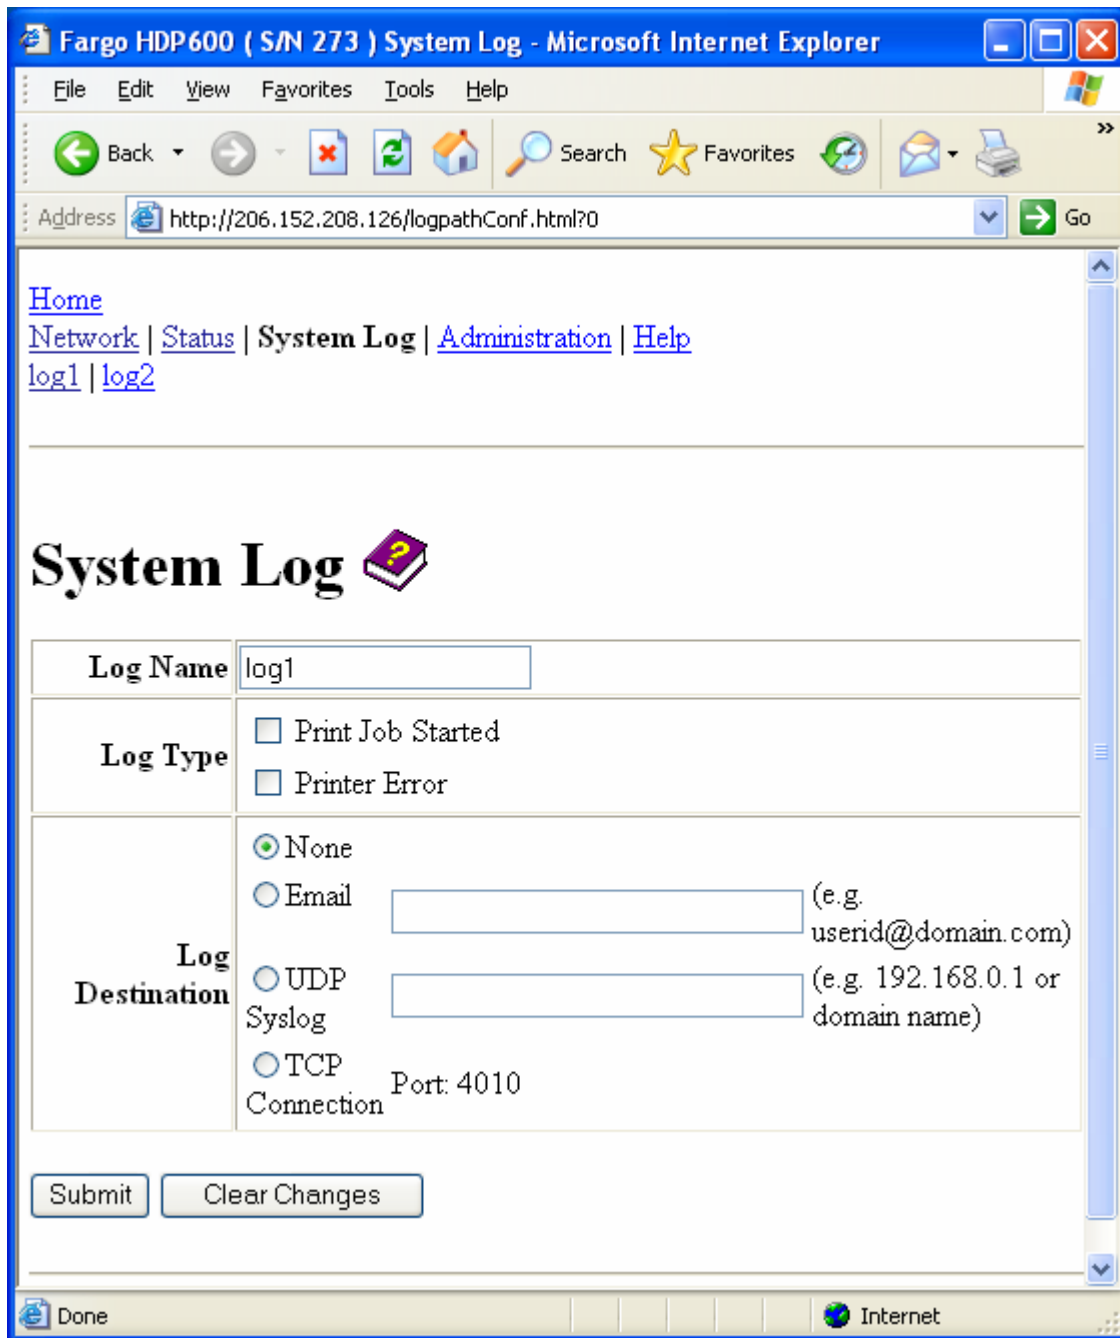 Fargo HDP600 ( S/N 273 ) System Log - Microsoft Internet Explorer
File Edit View Favorites Tools Help
Back Search Favorites »
Address http://206.152.208.126/logpathConf.html?0 Go
Home
Network | Status | System Log | Administration | Help
log1 | log2
System Log ?
Log Name log1
Log Type
Print Job Started
Printer Error
Log Destination
None
Email (e.g. userid@domain.com)
UDP Syslog (e.g. 192.168.0.1 or domain name)
TCP Connection Port: 4010
Submit Clear Changes
Done Internet